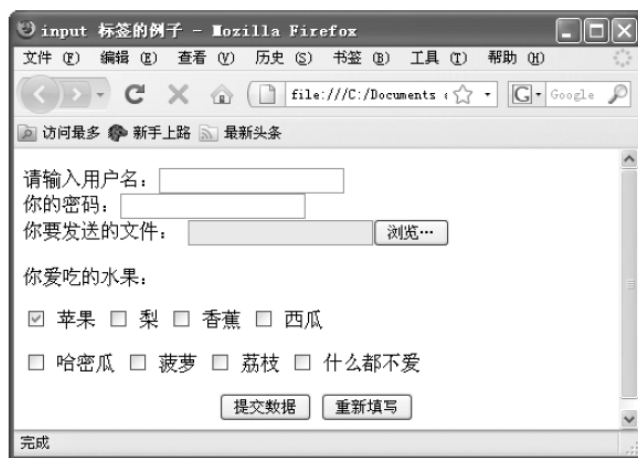 input 标签的例子 - Mozilla Firefox
文件 (F) 编辑 (E) 查看 (V) 历史 (S) 书签 (B) 工具 (T) 帮助 (H)
file:///C:/Documents G Google
访问最多 新手上路 最新头条
请输入用户名：
你的密码：
你要发送的文件： 浏览…
你爱吃的水果：
苹果 梨 香蕉 西瓜
哈密瓜 菠萝 荔枝 什么都不爱
提交数据 重新填写
完成